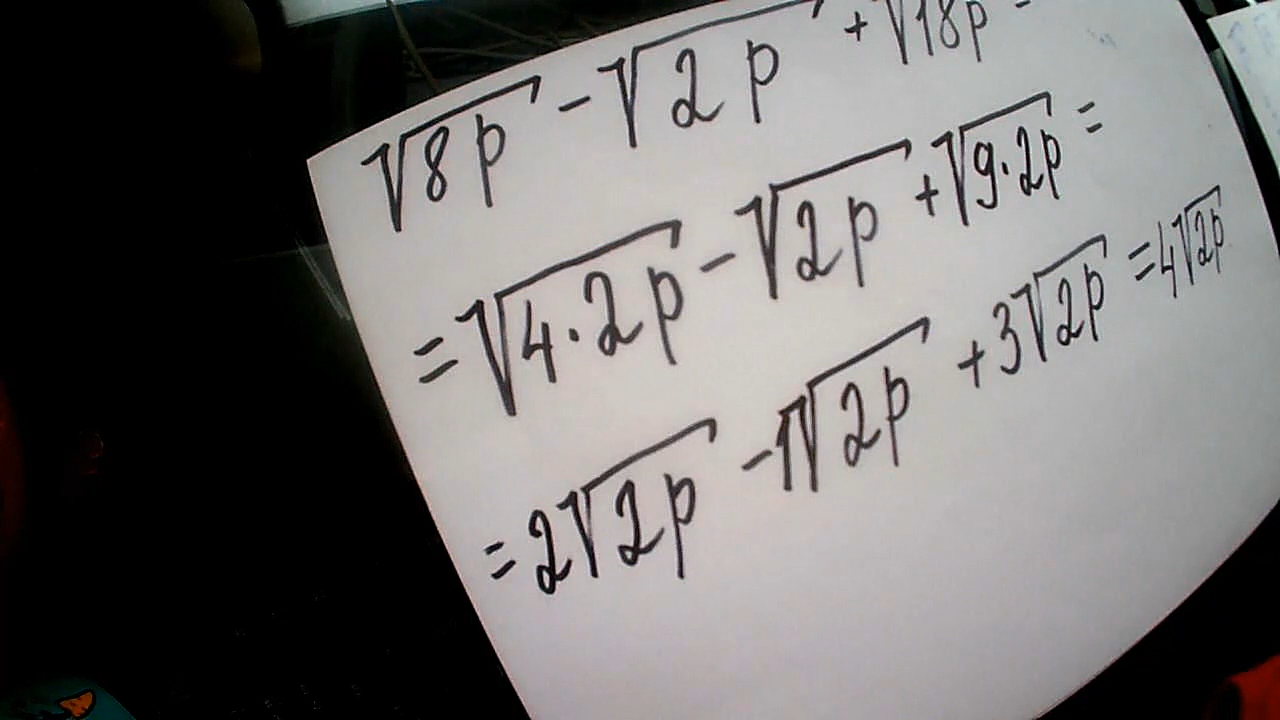 √8p - √2p + √18p =
= √4·2p - √2p + √9·2p =
= 2√2p - 1√2p + 3√2p = 4√2p